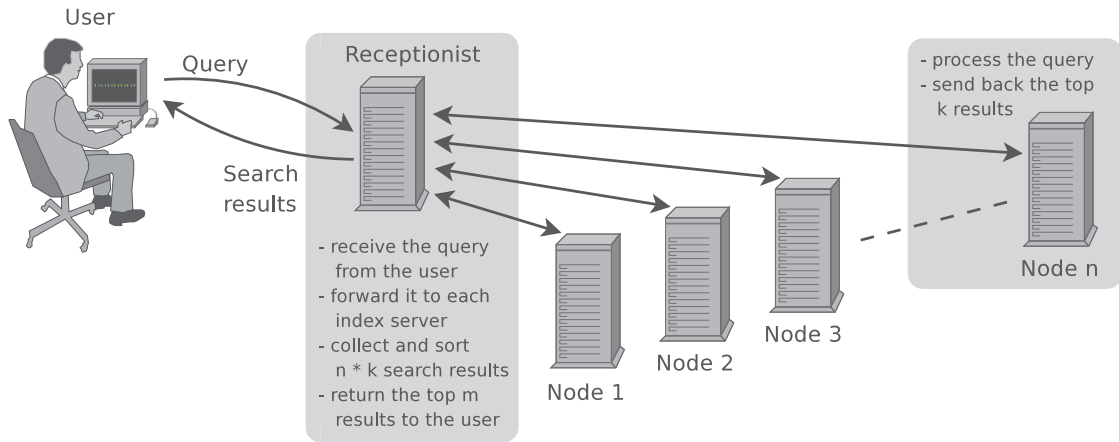 User
Query
Search
results
Receptionist
- receive the query
from the user
- forward it to each
index server
- collect and sort
n * k search results
- return the top m
results to the user
Node 1
Node 2
Node 3
- process the query
- send back the top
k results
Node n